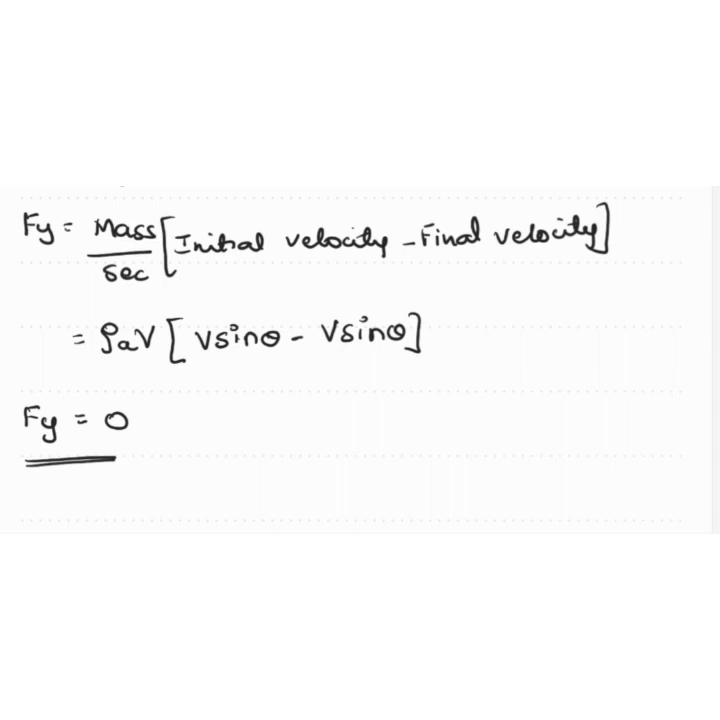 Fy = Mass/sec [Initial velocity - Final velocity]
= ρav [vsinθ - vsinθ]
Fy = 0